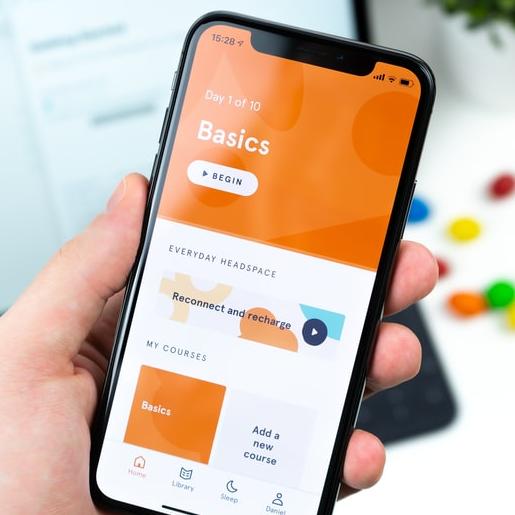 15:28
Day 1 of 10
Basics
BEGIN
EVERYDAY HEADSPACE
Reconnect and recharge
MY COURSES
Basics
Add a
new
course
Home
Library
Sleep
Daniel